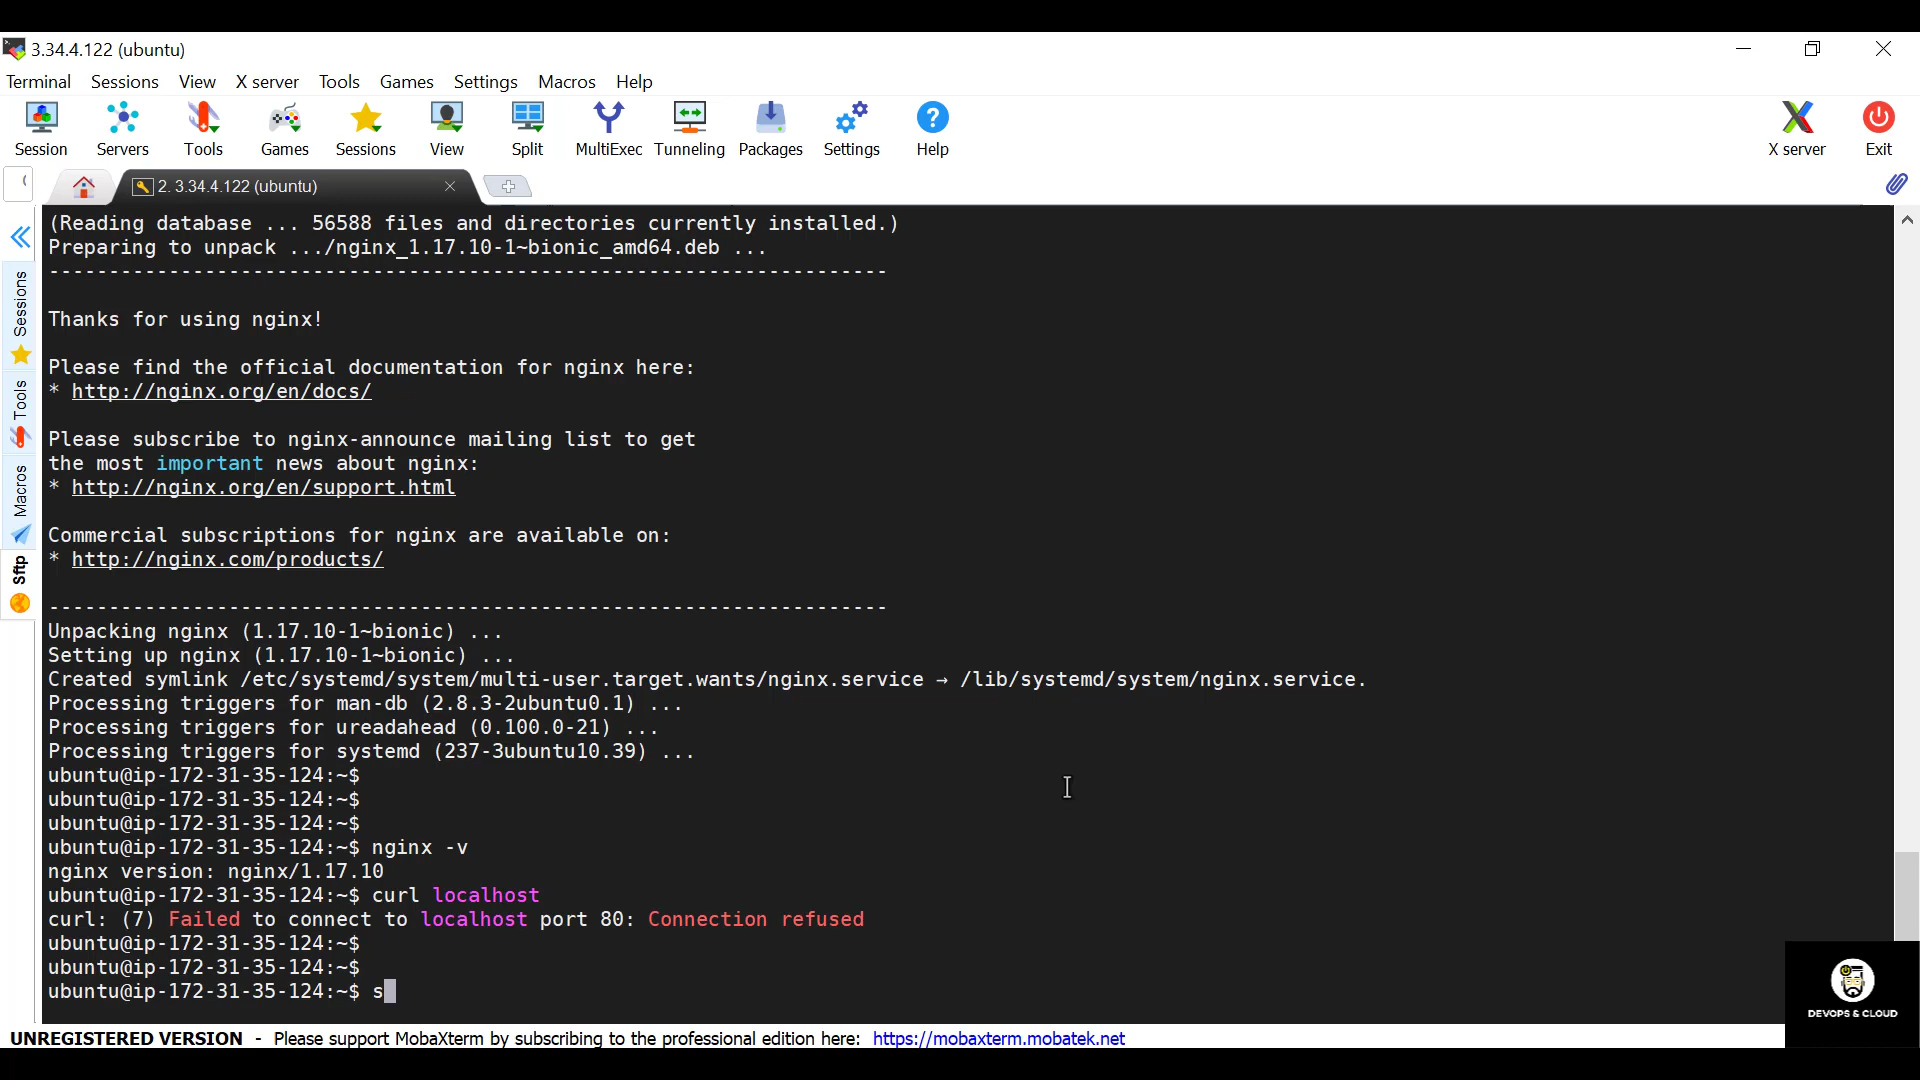 3.34.4.122 (ubuntu)
Terminal Sessions View X server Tools Games Settings Macros Help
Session Servers Tools Games Sessions View Split MultiExec Tunneling Packages Settings Help X server Exit
2. 3.34.4.122 (ubuntu)
Sessions
Tools
Macros
Sftp
(Reading database ... 56588 files and directories currently installed.)
Preparing to unpack .../nginx_1.17.10-1~bionic_amd64.deb ...
----------------------------------------------------------------------
Thanks for using nginx!
Please find the official documentation for nginx here:
* http://nginx.org/en/docs/
Please subscribe to nginx-announce mailing list to get
the most important news about nginx:
* http://nginx.org/en/support.html
Commercial subscriptions for nginx are available on:
* http://nginx.com/products/
----------------------------------------------------------------------
Unpacking nginx (1.17.10-1~bionic) ...
Setting up nginx (1.17.10-1~bionic) ...
Created symlink /etc/systemd/system/multi-user.target.wants/nginx.service → /lib/systemd/system/nginx.service.
Processing triggers for man-db (2.8.3-2ubuntu0.1) ...
Processing triggers for ureadahead (0.100.0-21) ...
Processing triggers for systemd (237-3ubuntu10.39) ...
ubuntu@ip-172-31-35-124:~$
ubuntu@ip-172-31-35-124:~$
ubuntu@ip-172-31-35-124:~$
ubuntu@ip-172-31-35-124:~$ nginx -v
nginx version: nginx/1.17.10
ubuntu@ip-172-31-35-124:~$ curl localhost
curl: (7) Failed to connect to localhost port 80: Connection refused
ubuntu@ip-172-31-35-124:~$
ubuntu@ip-172-31-35-124:~$
ubuntu@ip-172-31-35-124:~$ s
DEVOPS & CLOUD
UNREGISTERED VERSION - Please support MobaXterm by subscribing to the professional edition here: https://mobaxterm.mobatek.net